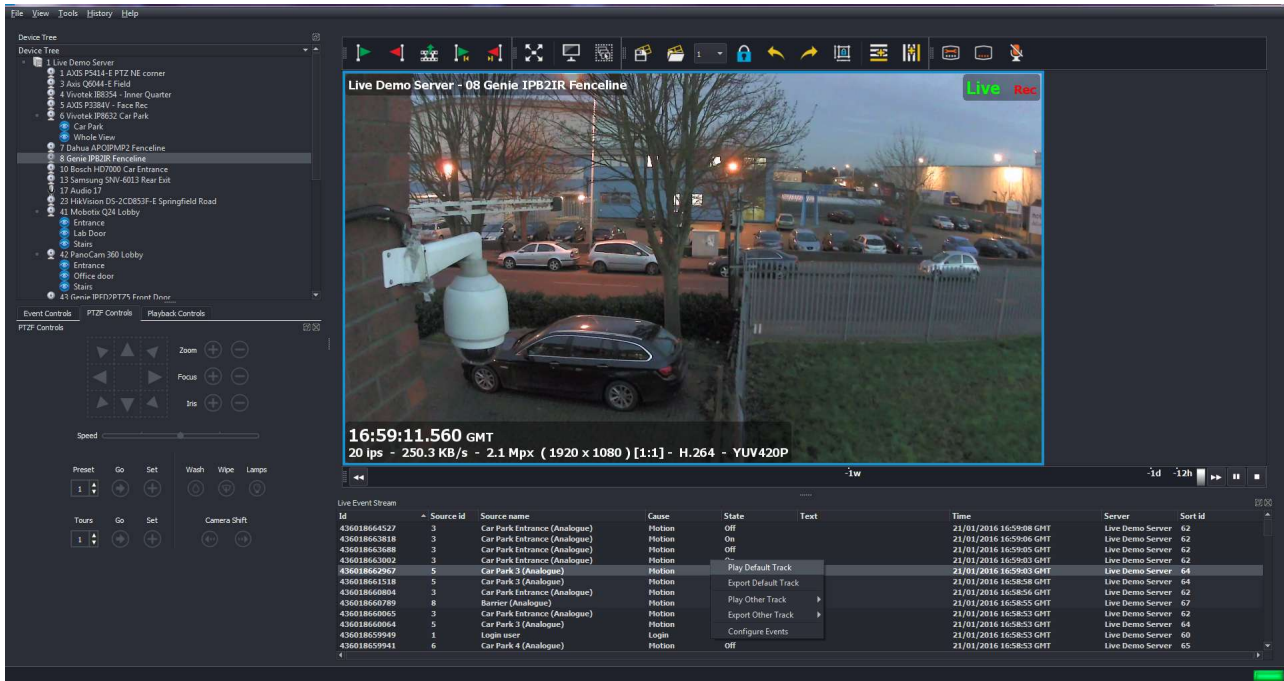 File View Tools History Help
Device Tree
Device Tree
1 Live Demo Server
1 AXIS P5414-E PTZ NE corner
3 Axis Q6044-E Field
4 Vivotek IB8354 - Inner Quarter
5 AXIS P3384V - Face Rec
6 Vivotek IP8632 Car Park
Car Park
Whole View
7 Dahua APOIPMP2 Fenceline
8 Genie IPB2IR Fenceline
10 Bosch HD7000 Car Entrance
13 Samsung SNV-6013 Rear Exit
17 Audio 17
23 HikVision DS-2CD853F-E Springfield Road
41 Mobotix Q24 Lobby
Entrance
Lab Door
Stairs
42 PanoCam 360 Lobby
Entrance
Office door
Stairs
43 Genie IPFD2PTZ5 Front Door
Event Controls PTZF Controls Playback Controls
PTZF Controls
Zoom
Focus
Iris
Speed
Preset Go Set Wash Wipe Lamps
1
Tours Go Set Camera Shift
1
1
Live Demo Server - 08 Genie IPB2IR Fenceline
Live Rec
16:59:11.560 GMT
20 ips - 250.3 KB/s - 2.1 Mpx ( 1920 x 1080 ) [1:1] - H.264 - YUV420P
-1w -1d -12h
Live Event Stream
Id Source id Source name Cause State Text Time Server Sort id
436018664527 3 Car Park Entrance (Analogue) Motion Off 21/01/2016 16:59:08 GMT Live Demo Server 62
436018663818 3 Car Park Entrance (Analogue) Motion On 21/01/2016 16:59:06 GMT Live Demo Server 62
436018663688 3 Car Park Entrance (Analogue) Motion Off 21/01/2016 16:59:05 GMT Live Demo Server 62
436018663002 3 Car Park Entrance (Analogue) Motion 21/01/2016 16:59:03 GMT Live Demo Server 62
436018662967 5 Car Park 3 (Analogue) Motion 21/01/2016 16:59:03 GMT Live Demo Server 64
436018661518 5 Car Park 3 (Analogue) Motion 21/01/2016 16:58:58 GMT Live Demo Server 64
436018660804 3 Car Park Entrance (Analogue) Motion 21/01/2016 16:58:56 GMT Live Demo Server 62
436018660789 8 Barrier (Analogue) Motion 21/01/2016 16:58:55 GMT Live Demo Server 67
436018660065 3 Car Park Entrance (Analogue) Motion 21/01/2016 16:58:53 GMT Live Demo Server 62
436018660064 5 Car Park 3 (Analogue) Motion 21/01/2016 16:58:53 GMT Live Demo Server 64
436018659949 1 Login user Login 21/01/2016 16:58:53 GMT Live Demo Server 60
436018659941 6 Car Park 4 (Analogue) Motion Off 21/01/2016 16:58:53 GMT Live Demo Server 65
Play Default Track
Export Default Track
Play Other Track
Export Other Track
Configure Events